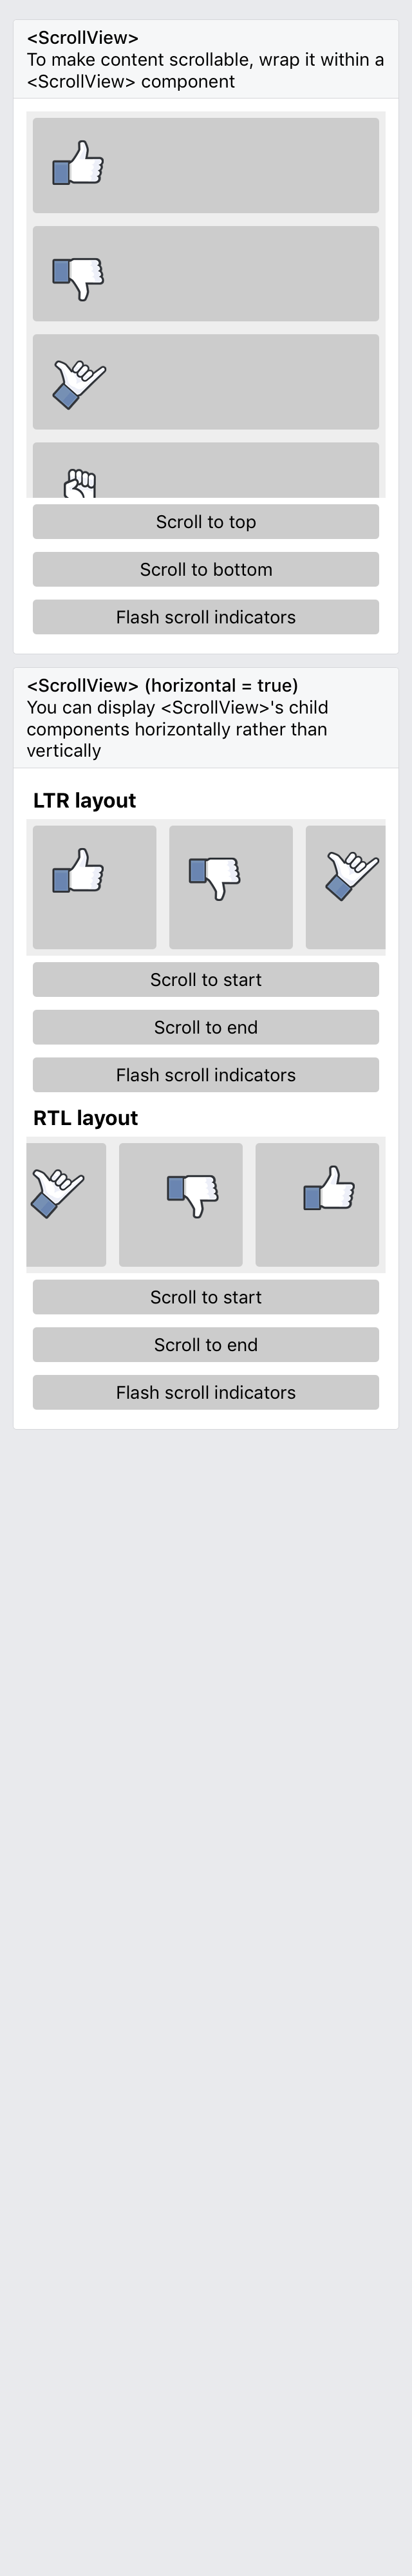 <ScrollView>
To make content scrollable, wrap it within a
<ScrollView> component
Scroll to top
Scroll to bottom
Flash scroll indicators
<ScrollView> (horizontal = true)
You can display <ScrollView>'s child
components horizontally rather than
vertically
LTR layout
Scroll to start
Scroll to end
Flash scroll indicators
RTL layout
Scroll to start
Scroll to end
Flash scroll indicators